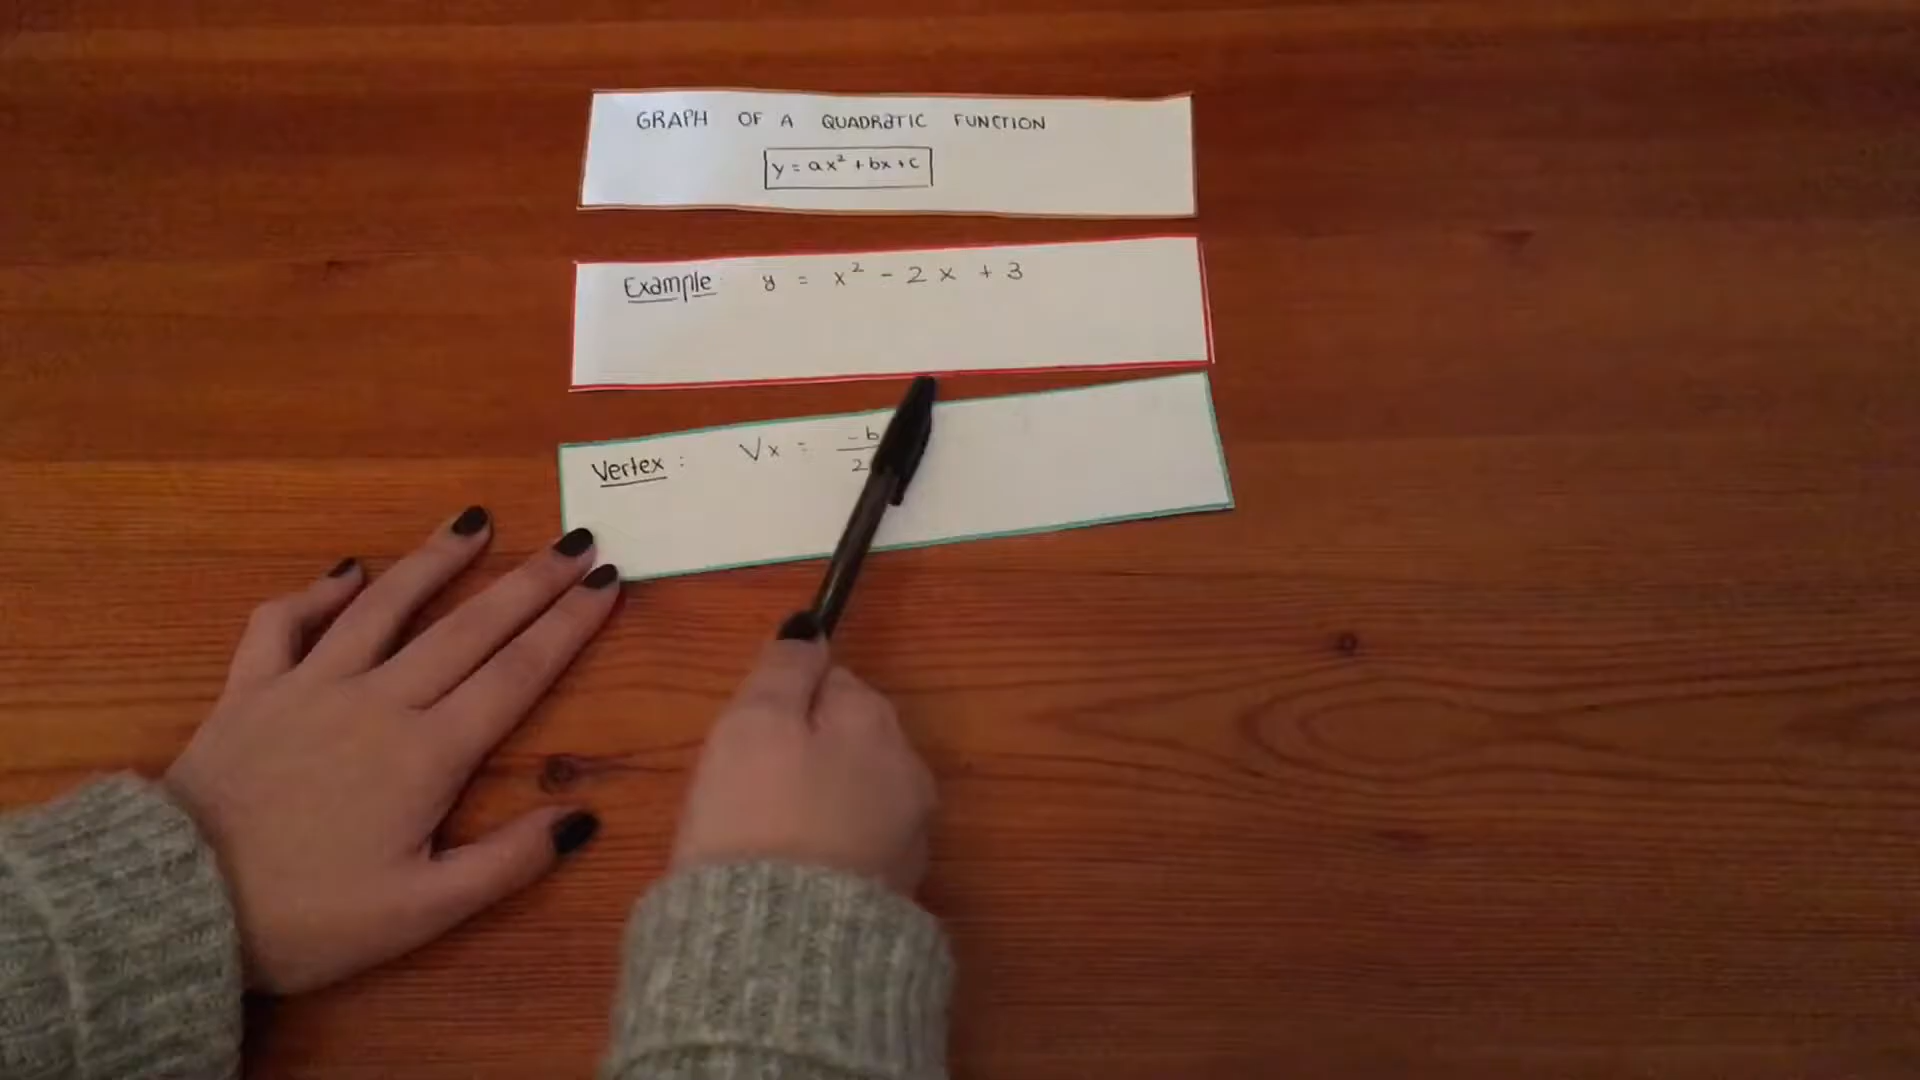 GRAPH OF A QUADRATIC FUNCTION
y = ax² + bx + c
Example: y = x² - 2x + 3
Vertex: Vx = -b
2